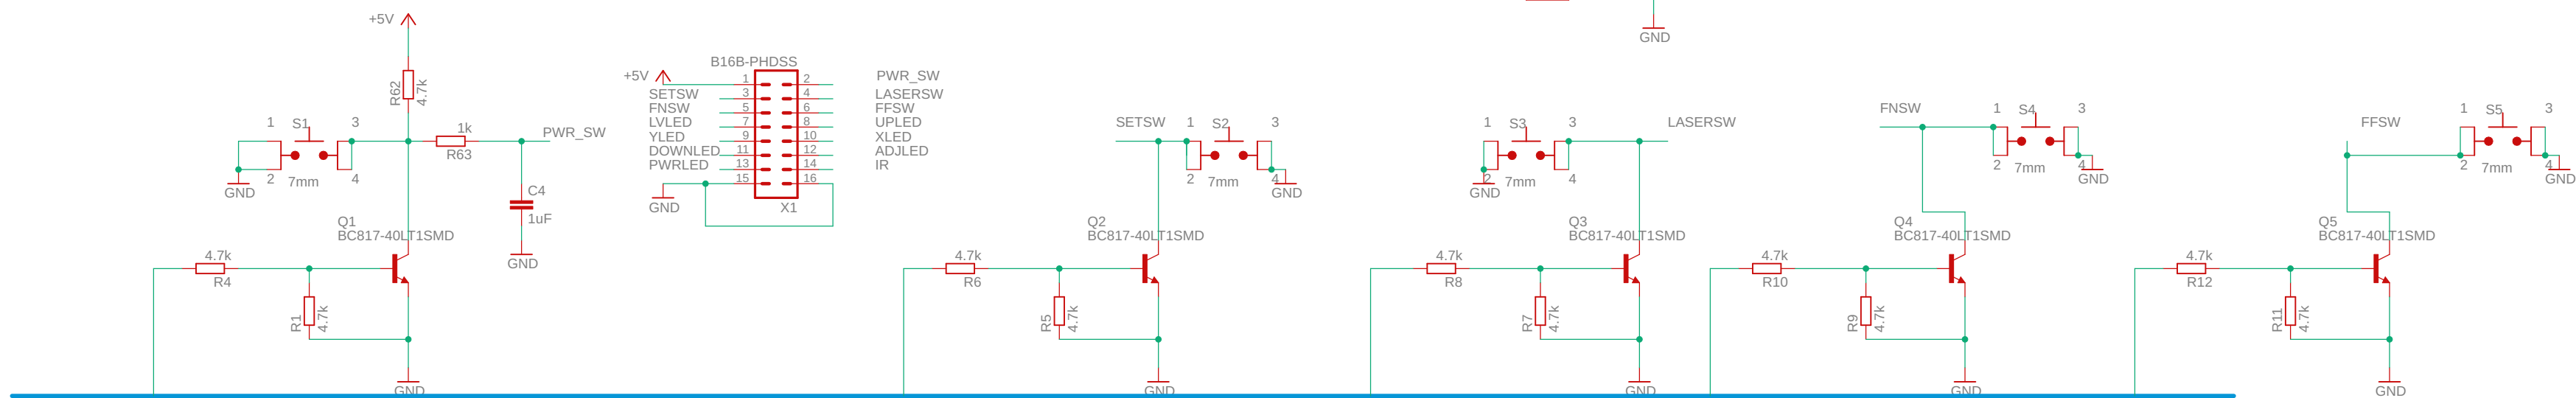 +5V
R62
4.7k
1
S1
3
2
7mm
4
GND
1k
R63
PWR_SW
C4
1uF
GND
Q1
BC817-40LT1SMD
4.7k
R4
R1
4.7k
GND
B16B-PHDSS
+5V
1 2 PWR_SW
SETSW 3 4 LASERSW
FNSW 5 6 FFSW
LVLED 7 8 UPLED
YLED 9 10 XLED
DOWNLED 11 12 ADJLED
PWRLED 13 14 IR
15 16
GND
X1
SETSW
1
S2
3
2
7mm
4
GND
Q2
BC817-40LT1SMD
4.7k
R6
R5
4.7k
GND
GND
1
S3
3
LASERSW
2
7mm
4
GND
Q3
BC817-40LT1SMD
4.7k
R8
R7
4.7k
GND
FNSW
1
S4
3
2
7mm
4
GND
Q4
BC817-40LT1SMD
4.7k
R10
R9
4.7k
GND
FFSW
1
S5
3
2
7mm
4
GND
Q5
BC817-40LT1SMD
4.7k
R12
R11
4.7k
GND